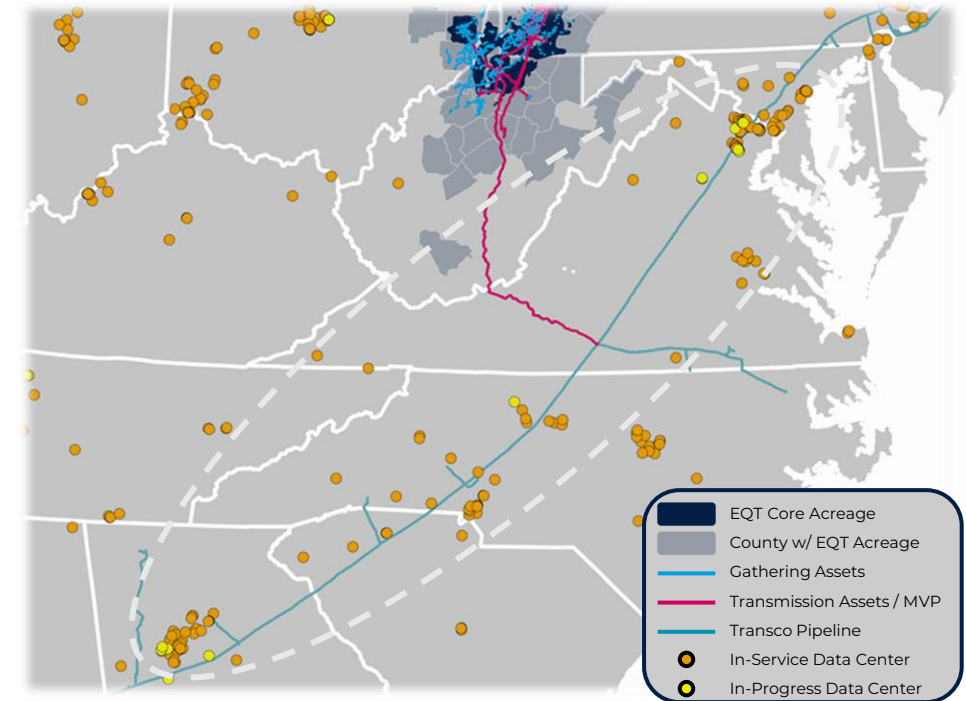 EQT Core Acreage
County w/ EQT Acreage
Gathering Assets
Transmission Assets / MVP
Transco Pipeline
In-Service Data Center
In-Progress Data Center